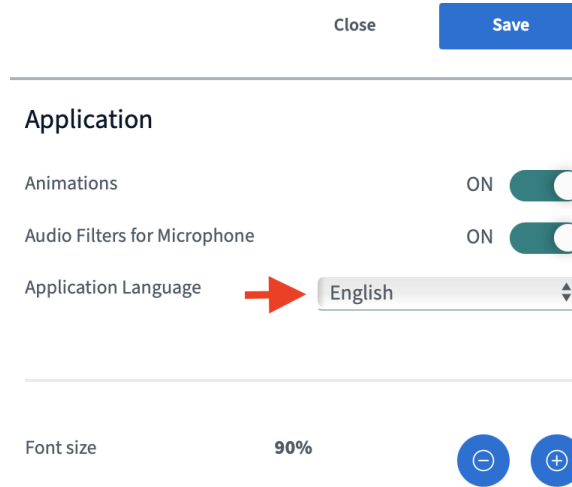 Close Save
Application
Animations ON
Audio Filters for Microphone ON
Application Language English
Font size 90%